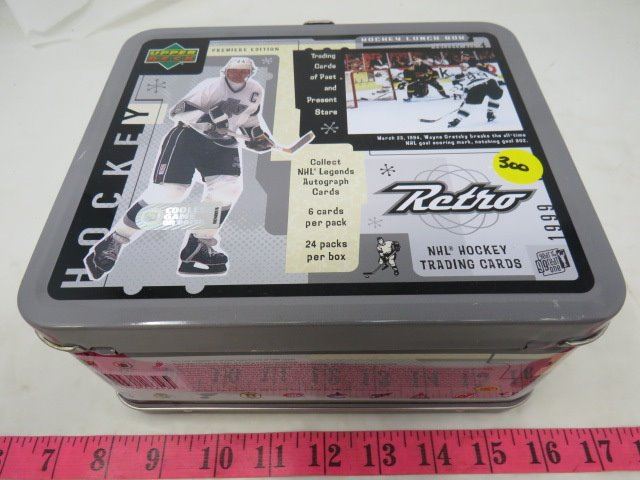 UPPER
DECK
PREMIERE EDITION
HOCKEY LUNCH BOX
HOCKEY
Trading
Cards
of Past
and
Present
Stars
March 23, 1994, Wayne Gretzky breaks the all-time
NHL goal scoring mark, notching goal 802.
300
Collect
NHL® Legends
Autograph
Cards
6 cards
per pack
24 packs
per box
Retro
1999
NHL® HOCKEY
TRADING CARDS
6 7 8 9 10 11 12 13 14 15 16 17 18